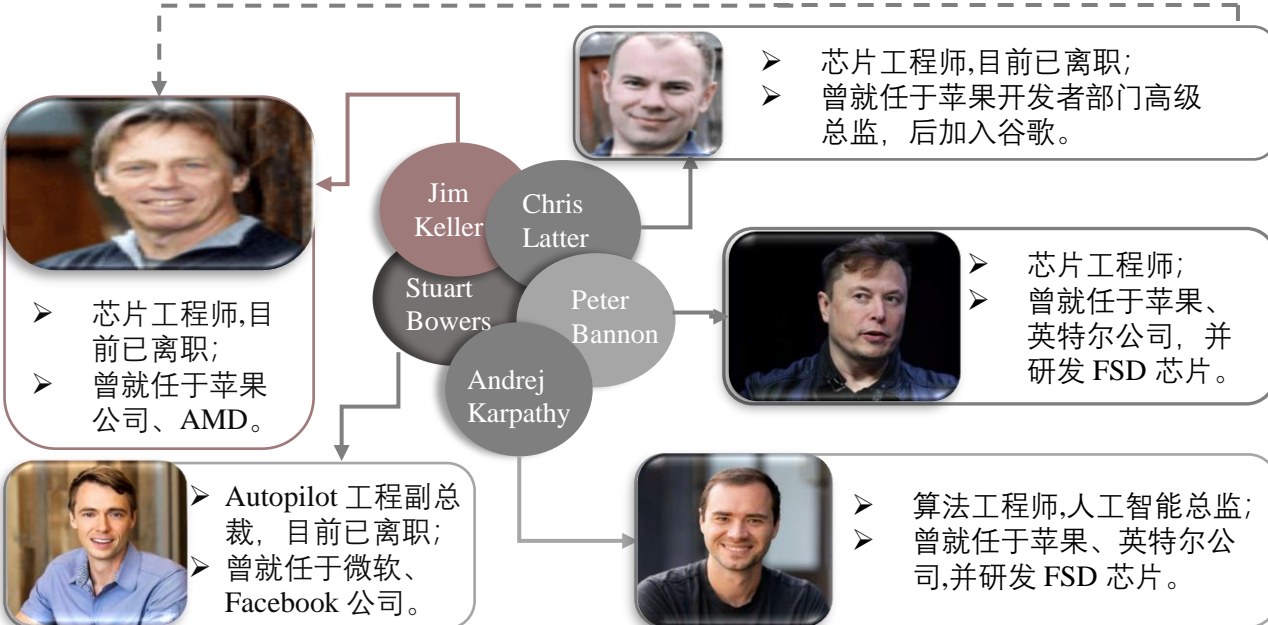 ➢ 芯片工程师,目前已离职；
➢ 曾就任于苹果开发者部门高级
总监，后加入谷歌。
Jim
Keller
Chris
Latter
Stuart
Bowers
Peter
Bannon
Andrej
Karpathy
➢ 芯片工程师；
➢ 曾就任于苹果、
英特尔公司，并
研发 FSD 芯片。
➢ 芯片工程师,目
前已离职；
➢ 曾就任于苹果
公司、AMD。
➢ Autopilot 工程副总
裁，目前已离职；
➢ 曾就任于微软、
Facebook 公司。
➢ 算法工程师,人工智能总监；
➢ 曾就任于苹果、英特尔公
司,并研发 FSD 芯片。